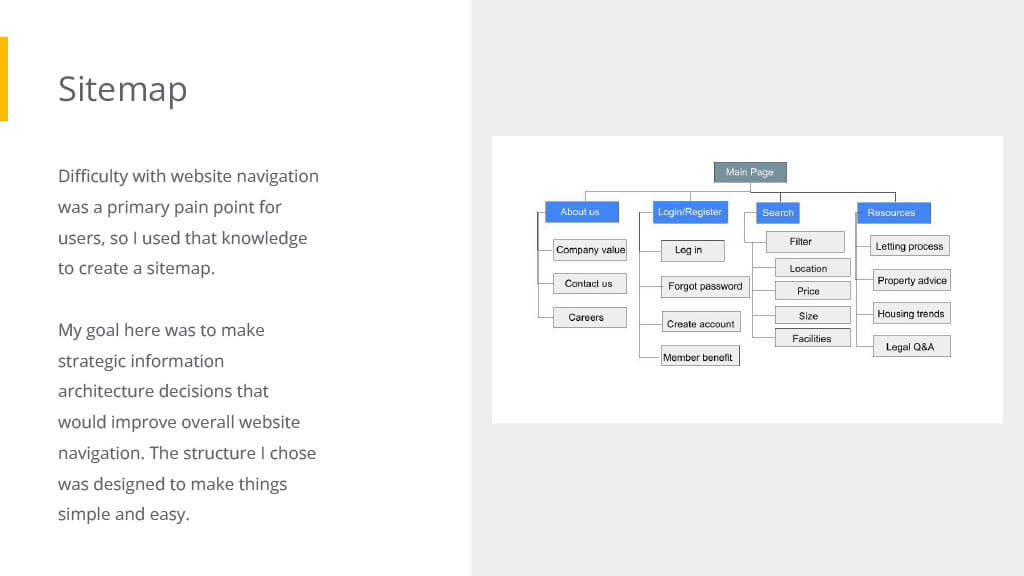 Sitemap
Difficulty with website navigation
was a primary pain point for
users, so I used that knowledge
to create a sitemap.
My goal here was to make
strategic information
architecture decisions that
would improve overall website
navigation. The structure I chose
was designed to make things
simple and easy.
Main Page
About us
Company value
Contact us
Careers
Login/Register
Log in
Forgot password
Create account
Member benefit
Search
Filter
Location
Price
Size
Facilities
Resources
Letting process
Property advice
Housing trends
Legal Q&A